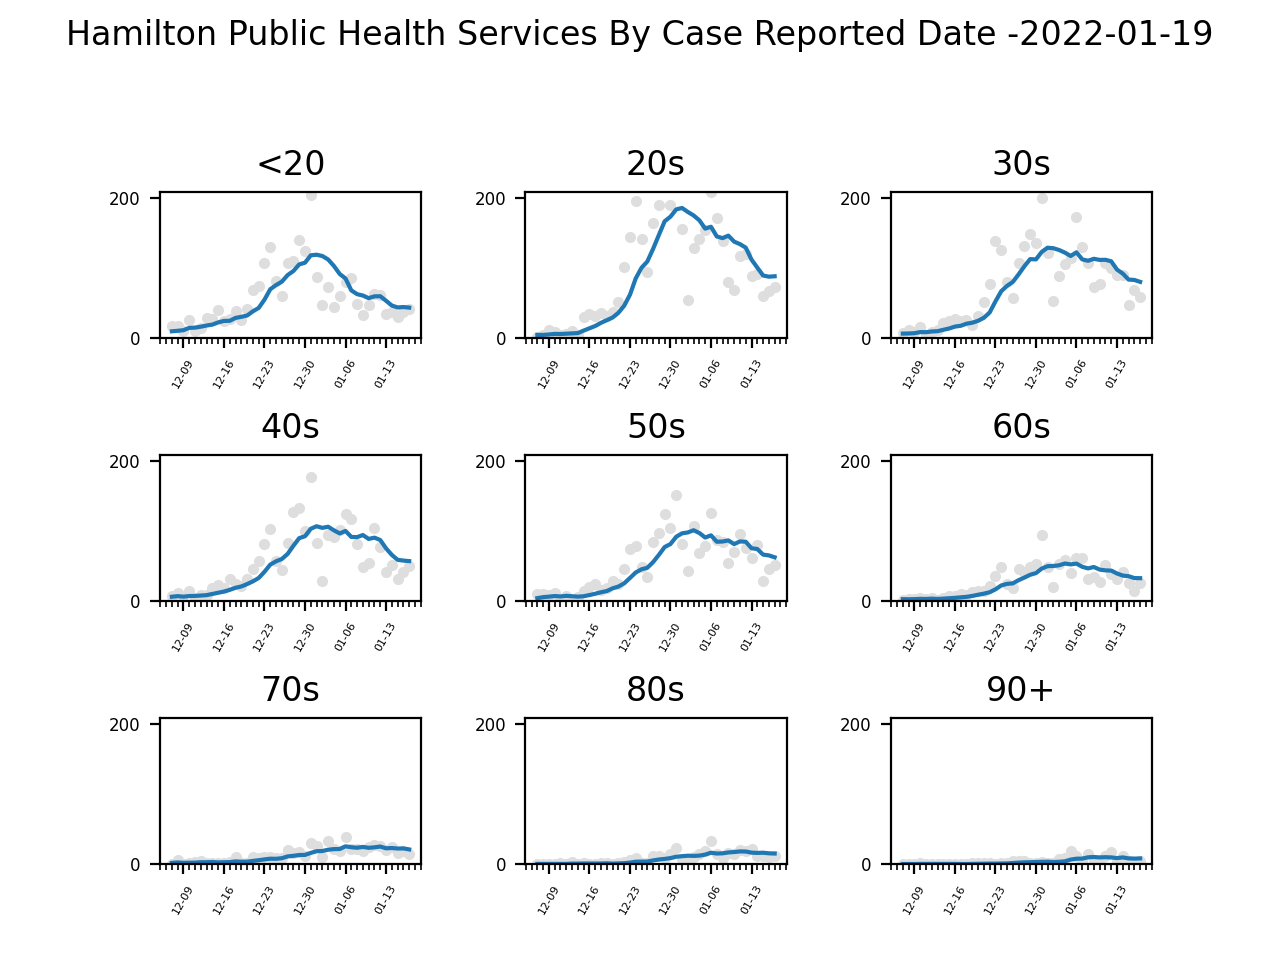 Hamilton Public Health Services By Case Reported Date -2022-01-19
<20 20s 30s
200 200 200
0 0 0
12-09 12-16 12-23 12-30 01-06 01-13 12-09 12-16 12-23 12-30 01-06 01-13 12-09 12-16 12-23 12-30 01-06 01-13
40s 50s 60s
200 200 200
0 0 0
12-09 12-16 12-23 12-30 01-06 01-13 12-09 12-16 12-23 12-30 01-06 01-13 12-09 12-16 12-23 12-30 01-06 01-13
70s 80s 90+
200 200 200
0 0 0
12-09 12-16 12-23 12-30 01-06 01-13 12-09 12-16 12-23 12-30 01-06 01-13 12-09 12-16 12-23 12-30 01-06 01-13